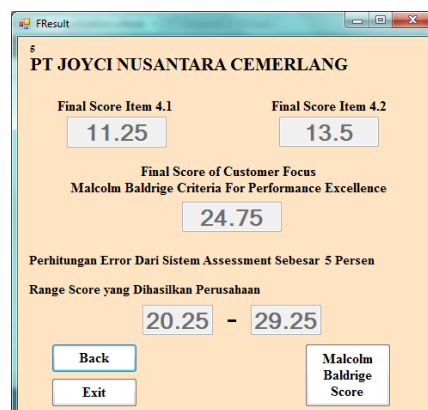 FResult
5
PT JOYCI NUSANTARA CEMERLANG
Final Score Item 4.1 Final Score Item 4.2
11.25 13.5
Final Score of Customer Focus
Malcolm Baldrige Criteria For Performance Excellence
24.75
Perhitungan Error Dari Sistem Assessment Sebesar 5 Persen
Range Score yang Dihasilkan Perusahaan
20.25 - 29.25
Back
Exit
Malcolm
Baldrige
Score